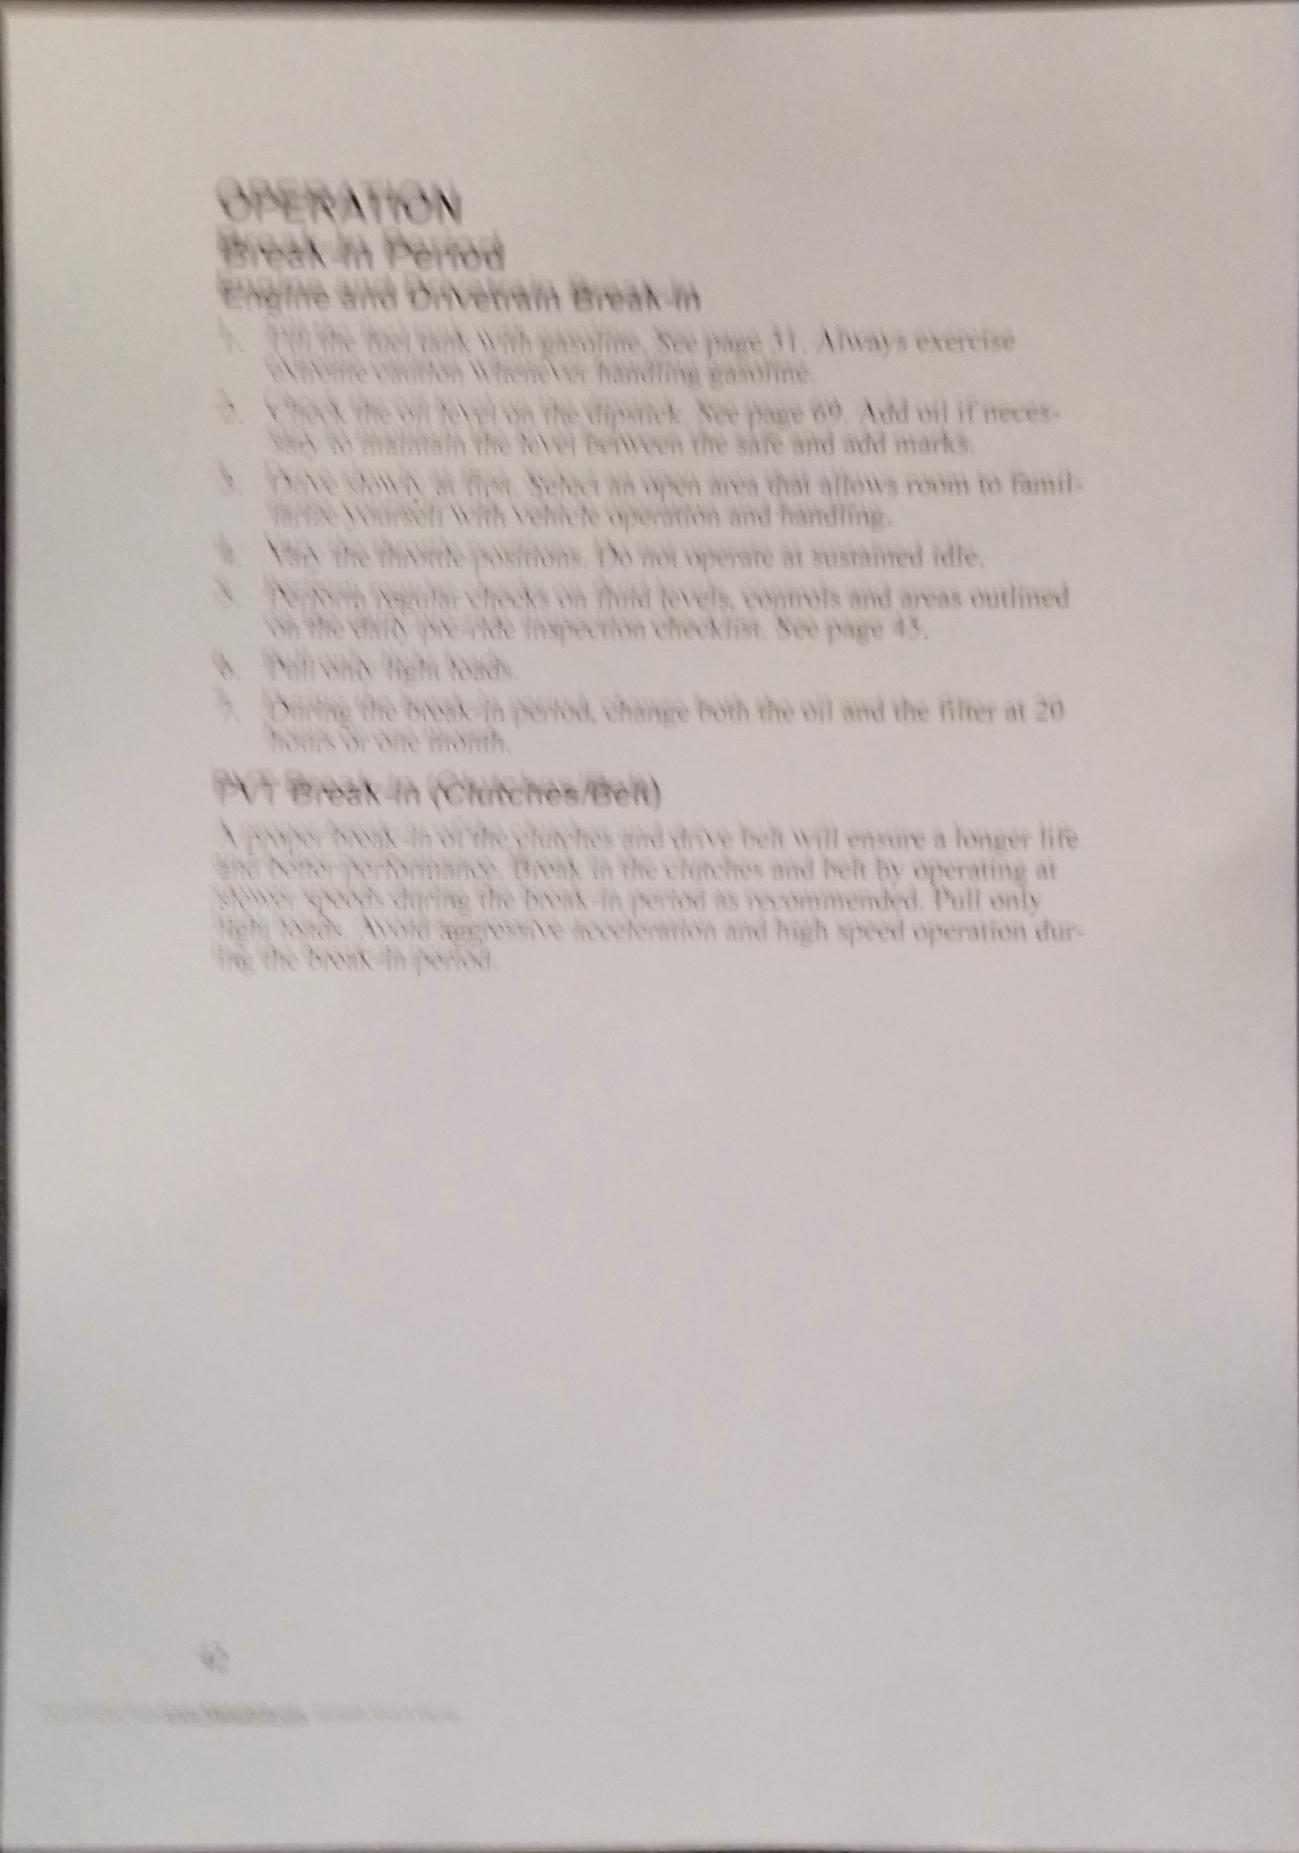 OPERATION
Break-In Period
Engine and Drivetrain Break-in
1. Fill the fuel tank with gasoline. See page 31. Always exercise
extreme caution whenever handling gasoline.
2. Check the oil level on the dipstick. See page 69. Add oil if neces-
sary to maintain the level between the safe and add marks.
3. Drive slowly at first. Select an open area that allows room to famil-
iarize yourself with vehicle operation and handling.
4. Vary the throttle positions. Do not operate at sustained idle.
5. Perform regular checks on fluid levels, controls and areas outlined
on the daily pre-ride inspection checklist. See page 43.
6. Pull only light loads.
7. During the break-in period, change both the oil and the filter at 20
hours or one month.
PVT Break-in (Clutches/Belt)
A proper break-in of the clutches and drive belt will ensure a longer life
and better performance. Break in the clutches and belt by operating at
slower speeds during the break-in period as recommended. Pull only
light loads. Avoid aggressive acceleration and high speed operation dur-
ing the break-in period.
42